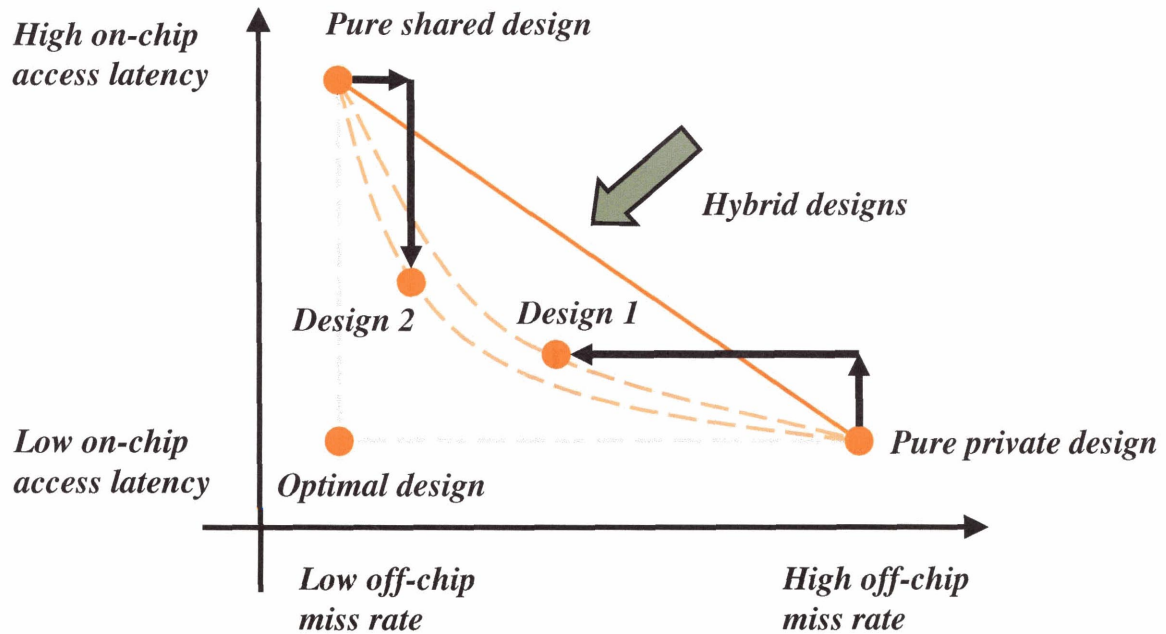 Pure shared design
High on-chip
access latency
Hybrid designs
Design 2
Design 1
Low on-chip
access latency
Pure private design
Optimal design
Low off-chip
miss rate
High off-chip
miss rate